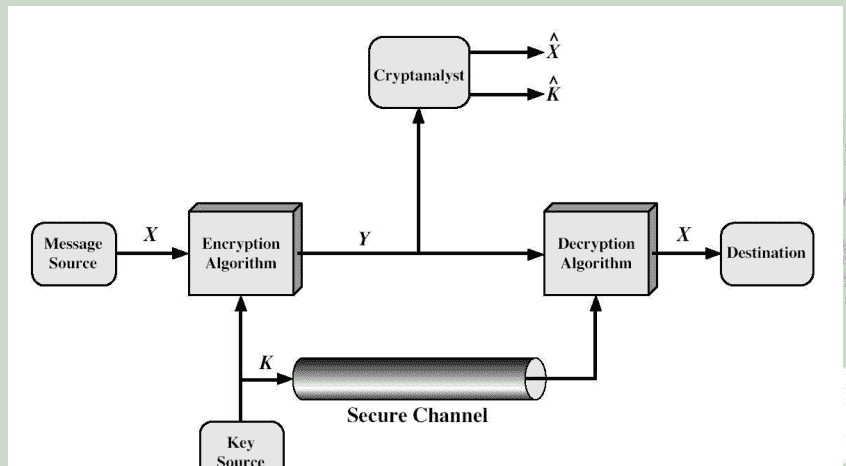 X̂
Cryptanalyst
K̂
Message
Source
X
Encryption
Algorithm
Y
Decryption
Algorithm
X
Destination
K
Secure Channel
Key
Source